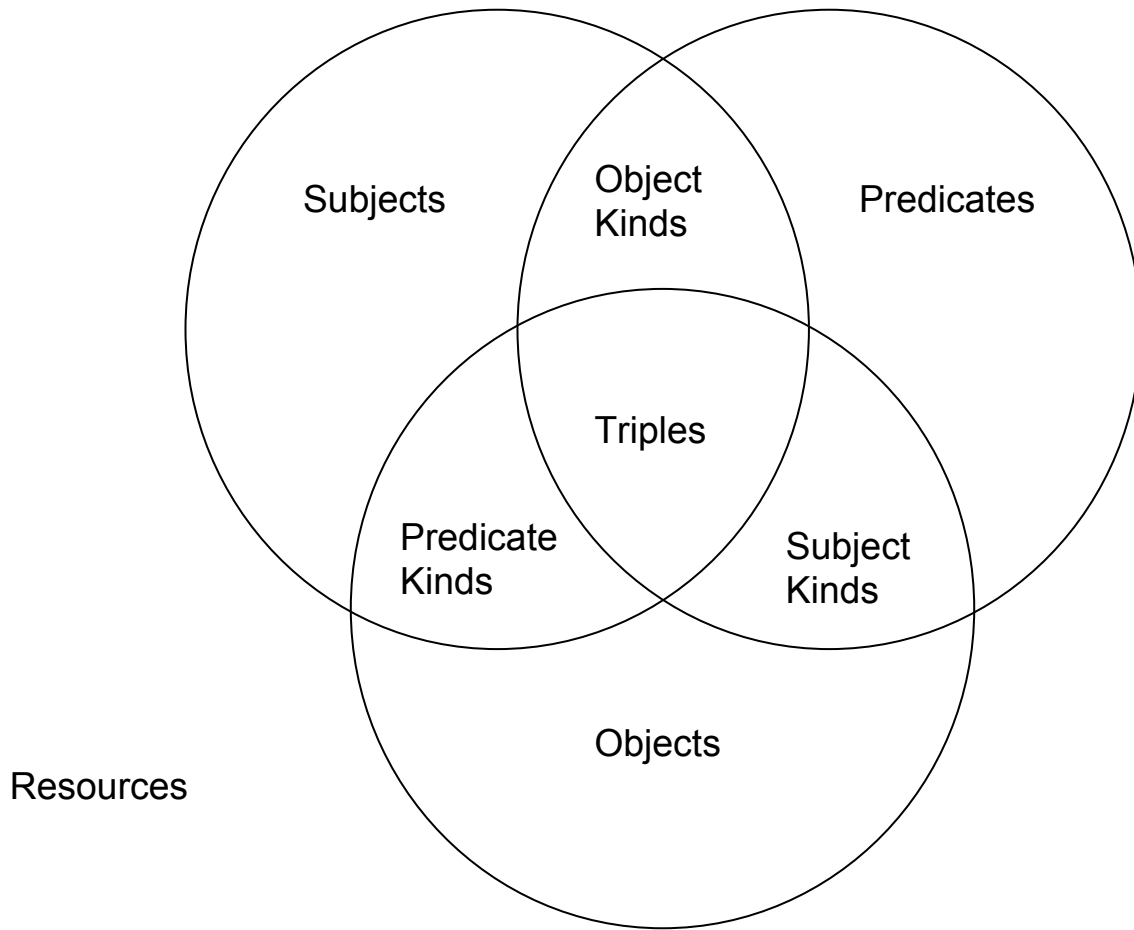 Subjects
Object
Kinds
Predicates
Triples
Predicate
Kinds
Subject
Kinds
Objects
Resources